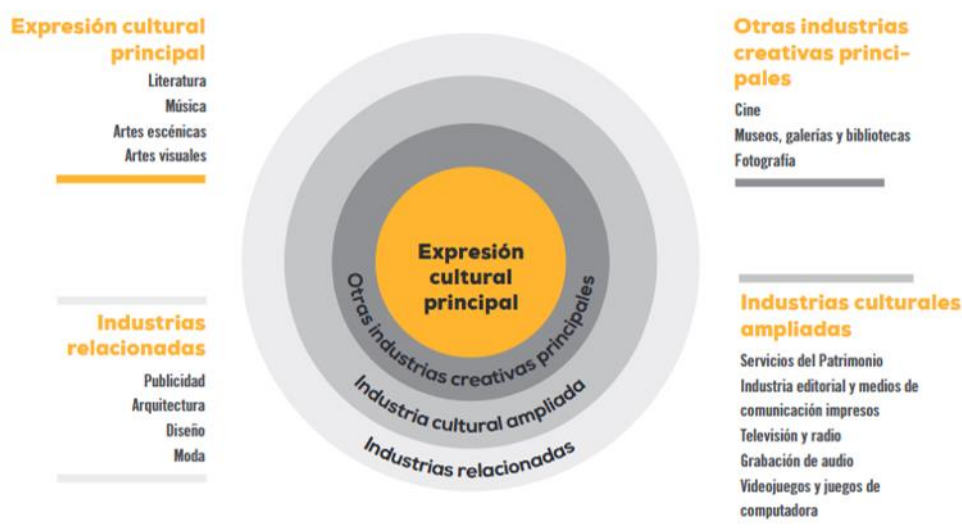 Expresión cultural
principal
Literatura
Música
Artes escénicas
Artes visuales
Otras industrias
creativas princi-
pales
Cine
Museos, galerías y bibliotecas
Fotografía
Expresión
cultural
principal
Otras industrias creativas principales
Industria cultural ampliada
Industrias relacionadas
Industrias
relacionadas
Publicidad
Arquitectura
Diseño
Moda
Industrias culturales
ampliadas
Servicios del Patrimonio
Industria editorial y medios de
comunicación impresos
Televisión y radio
Grabación de audio
Videojuegos y juegos de
computadora